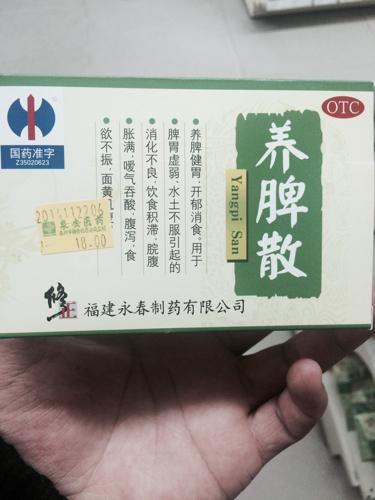 OTC
养脾散
Yangpi San
养脾健胃，开郁消食。用于
脾胃虚弱、水土不服引起的
消化不良，饮食积滞，脘腹
胀满，嗳气吞酸，腹泻，食
欲不振，面黄
国药准字
Z35020623
18.00
修正
福建永春制药有限公司